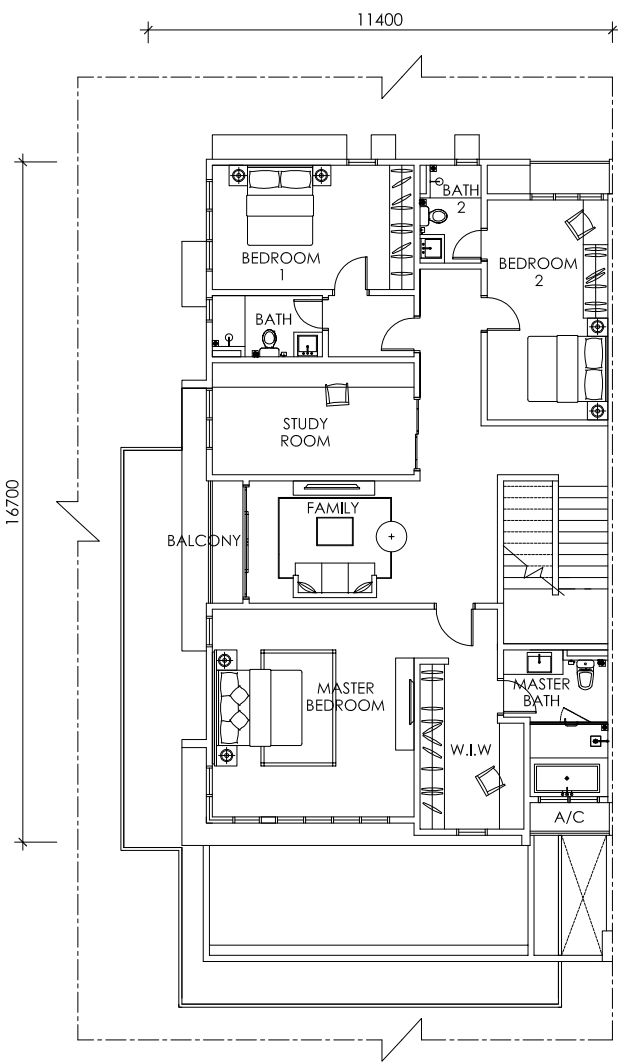 11400
16700
BATH
2
BEDROOM
1
BEDROOM
2
BATH
STUDY
ROOM
FAMILY
BALCONY
MASTER
BEDROOM
MASTER
BATH
W.I.W
A/C